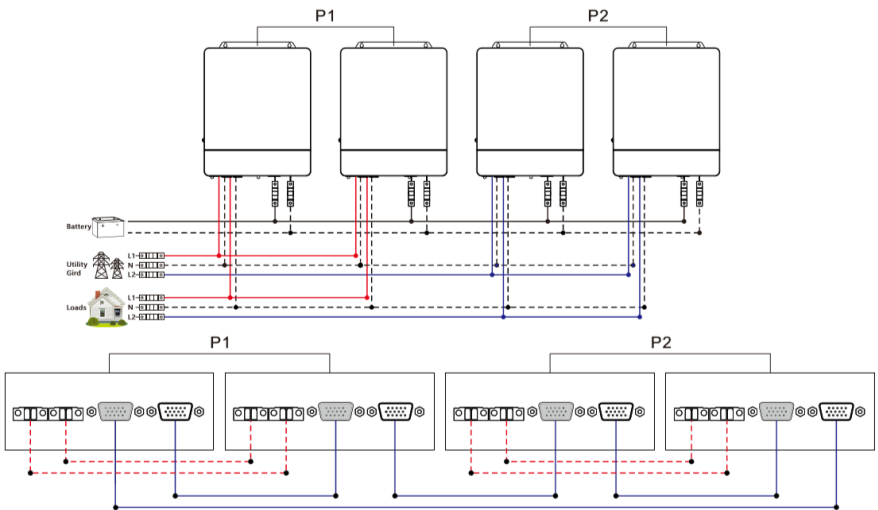 P1 P2
Battery
Utility
Gird
L1
N
L2
Loads
L1
N
L2
P1 P2